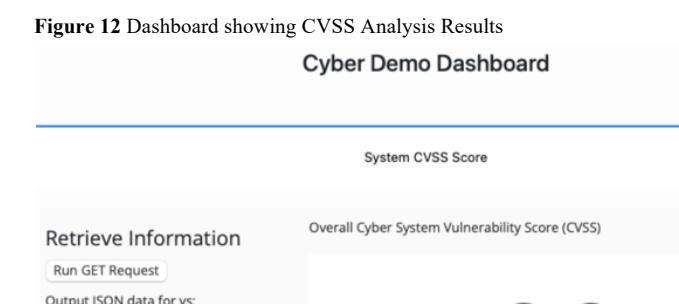 Figure 12 Dashboard showing CVSS Analysis Results
Cyber Demo Dashboard
System CVSS Score
Retrieve Information
Overall Cyber System Vulnerability Score (CVSS)
Run GET Request
Output JSON data for vs: